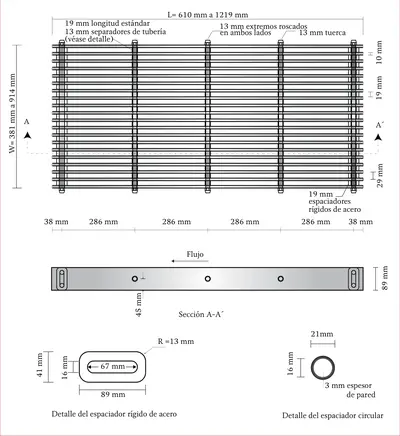 L= 610 mm a 1219 mm
19 mm longitud estándar
13 mm separadores de tubería
(véase detalle)
13 mm extremos roscados
en ambos lados
13 mm tuerca
W= 381 mm a 914 mm
10 mm
19 mm
A
A´
29 mm
19 mm
espaciadores
rígidos de acero
38 mm
286 mm
286 mm
286 mm
286 mm
38 mm
Flujo
89 mm
45 mm
Sección A-A´
R =13 mm
41 mm
16 mm
67 mm
89 mm
21mm
16 mm
3 mm espesor
de pared
Detalle del espaciador rígido de acero
Detalle del espaciador circular